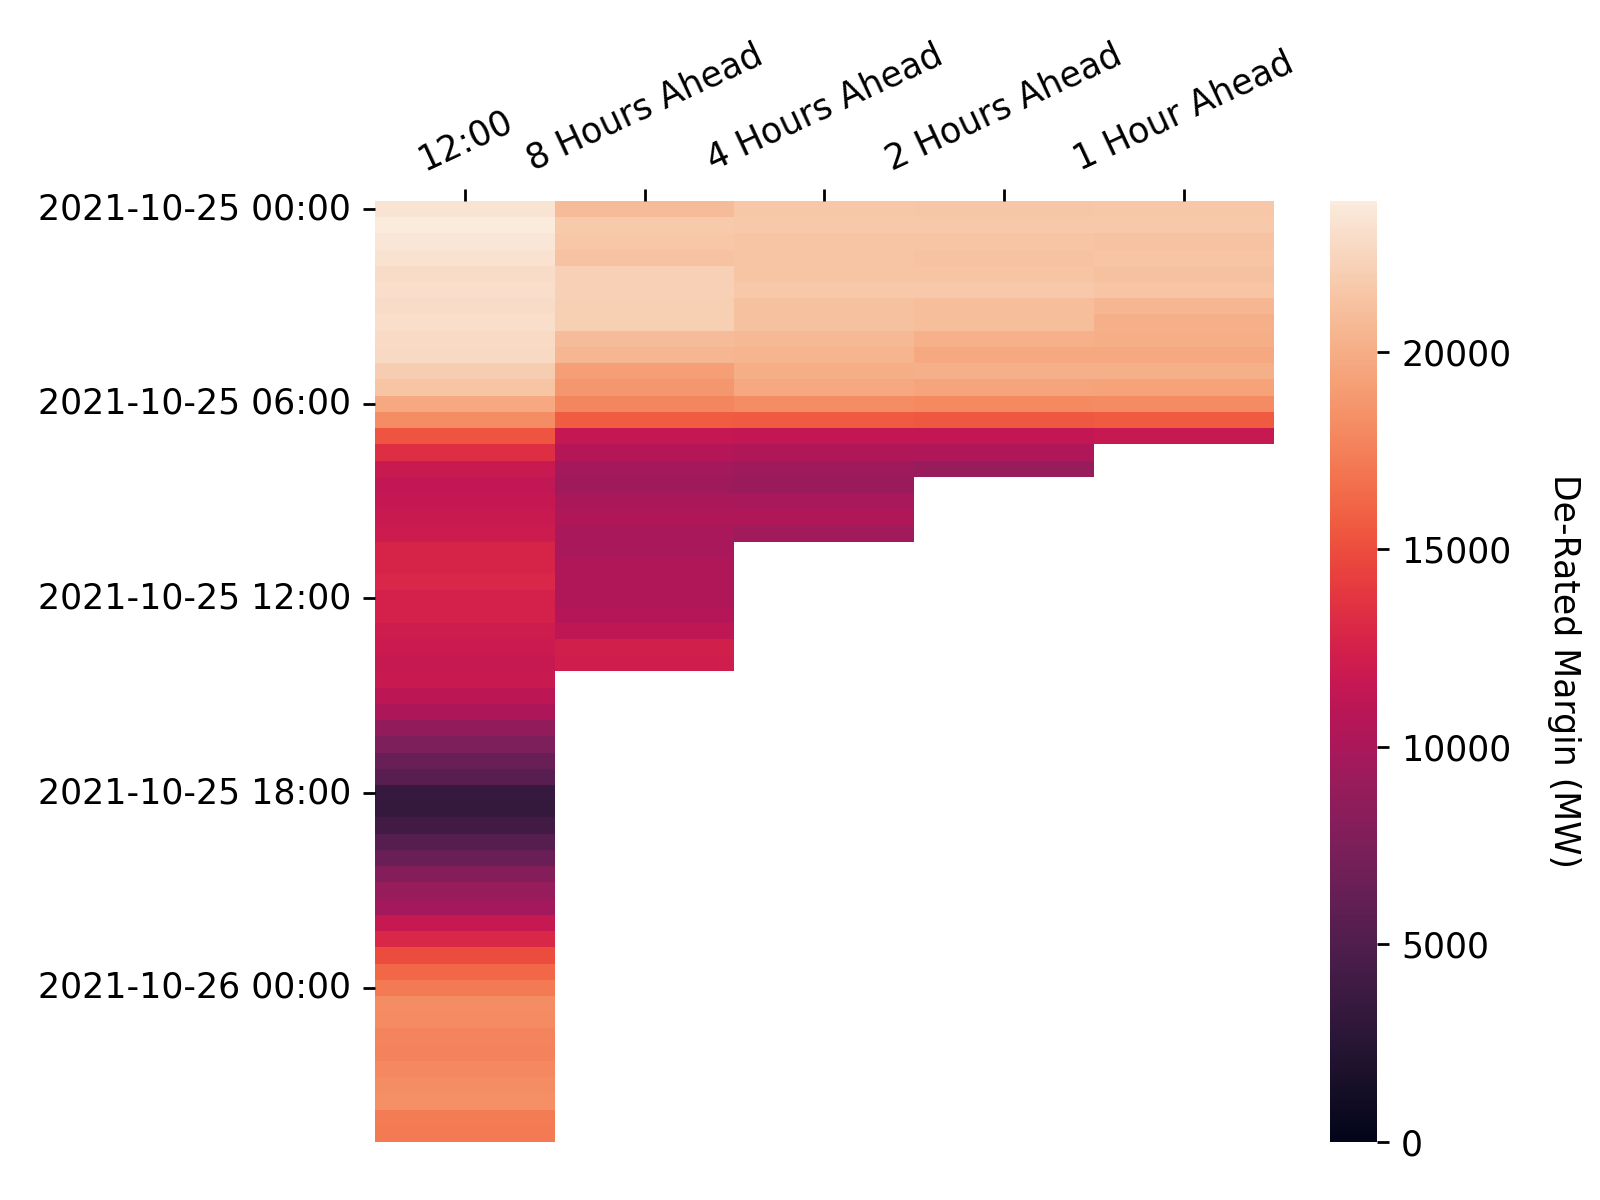 12:00
8 Hours Ahead
4 Hours Ahead
2 Hours Ahead
1 Hour Ahead
2021-10-25 00:00
2021-10-25 06:00
2021-10-25 12:00
2021-10-25 18:00
2021-10-26 00:00
20000
15000
10000
5000
0
De-Rated Margin (MW)